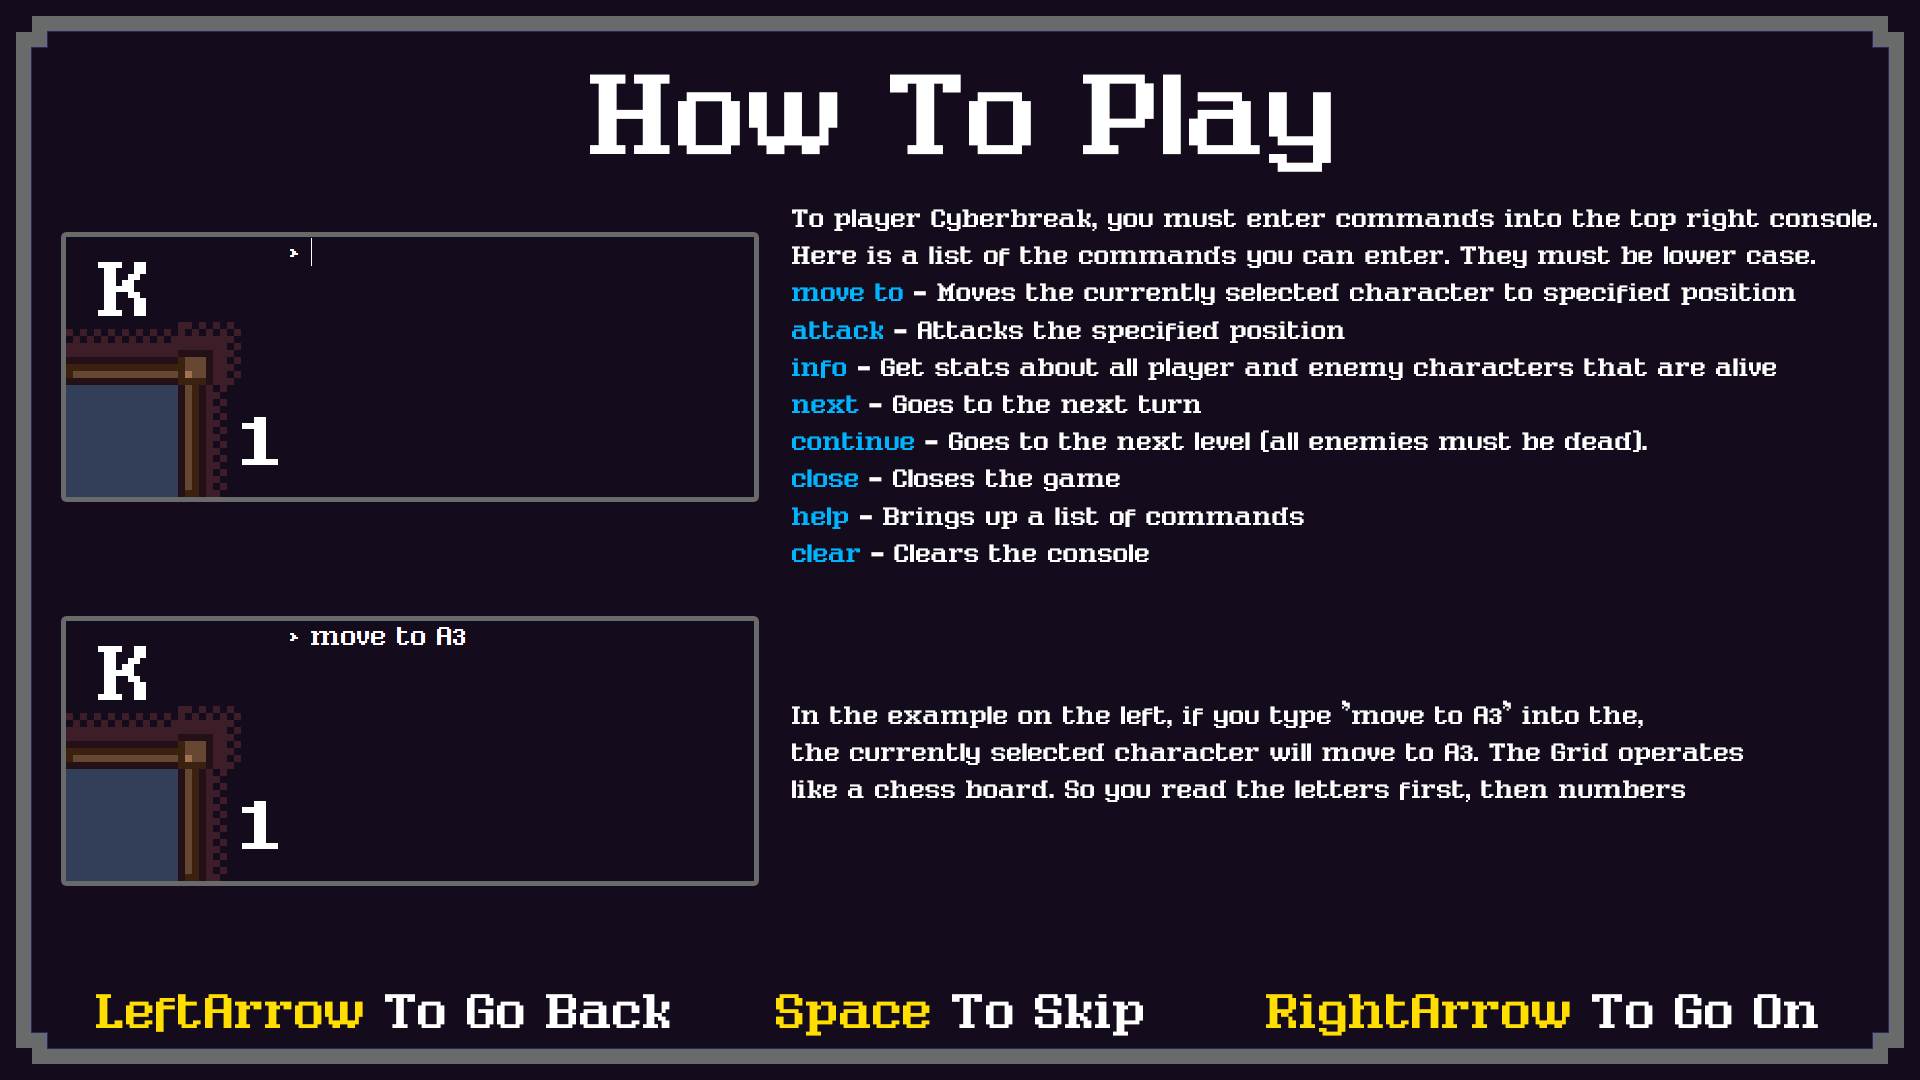 How To Play
K
> 
1
To player Cyberbreak, you must enter commands into the top right console.
Here is a list of the commands you can enter. They must be lower case.
move to - Moves the currently selected character to specified position
attack - Attacks the specified position
info - Get stats about all player and enemy characters that are alive
next - Goes to the next turn
continue - Goes to the next level (all enemies must be dead).
close - Closes the game
help - Brings up a list of commands
clear - Clears the console
K
> move to A3
1
In the example on the left, if you type "move to A3" into the,
the currently selected character will move to A3. The Grid operates
like a chess board. So you read the letters first, then numbers
LeftArrow To Go Back
Space To Skip
RightArrow To Go On